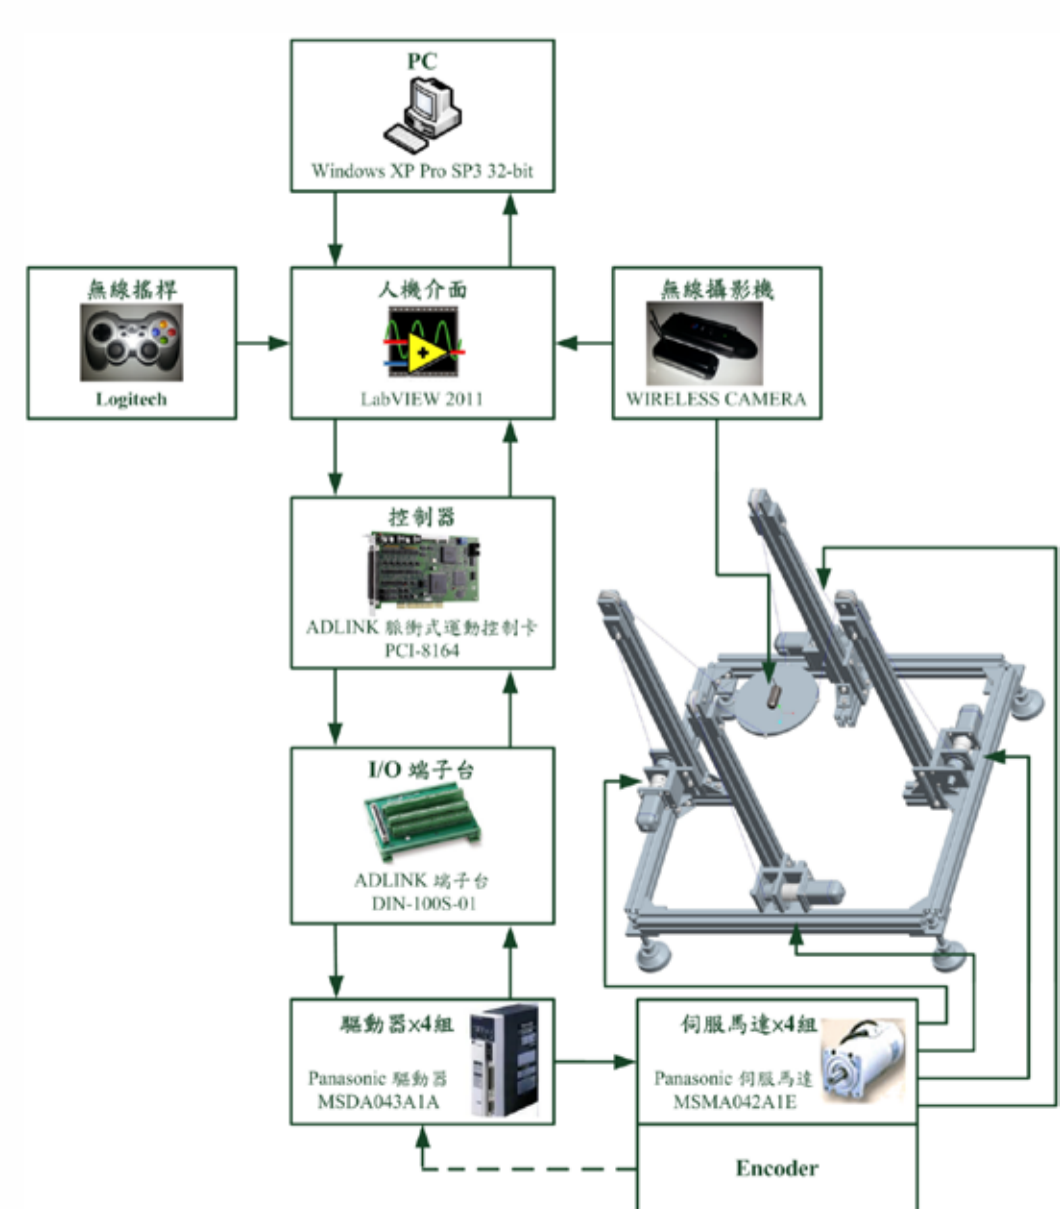 PC
Windows XP Pro SP3 32-bit
無線搖桿
Logitech
人機介面
LabVIEW 2011
無線攝影機
WIRELESS CAMERA
控制器
ADLINK 脈衝式運動控制卡
PCI-8164
I/O 端子台
ADLINK 端子台
DIN-100S-01
驅動器×4組
Panasonic 驅動器
MSDA043A1A
伺服馬達×4組
Panasonic 伺服馬達
MSMA042A1E
Encoder